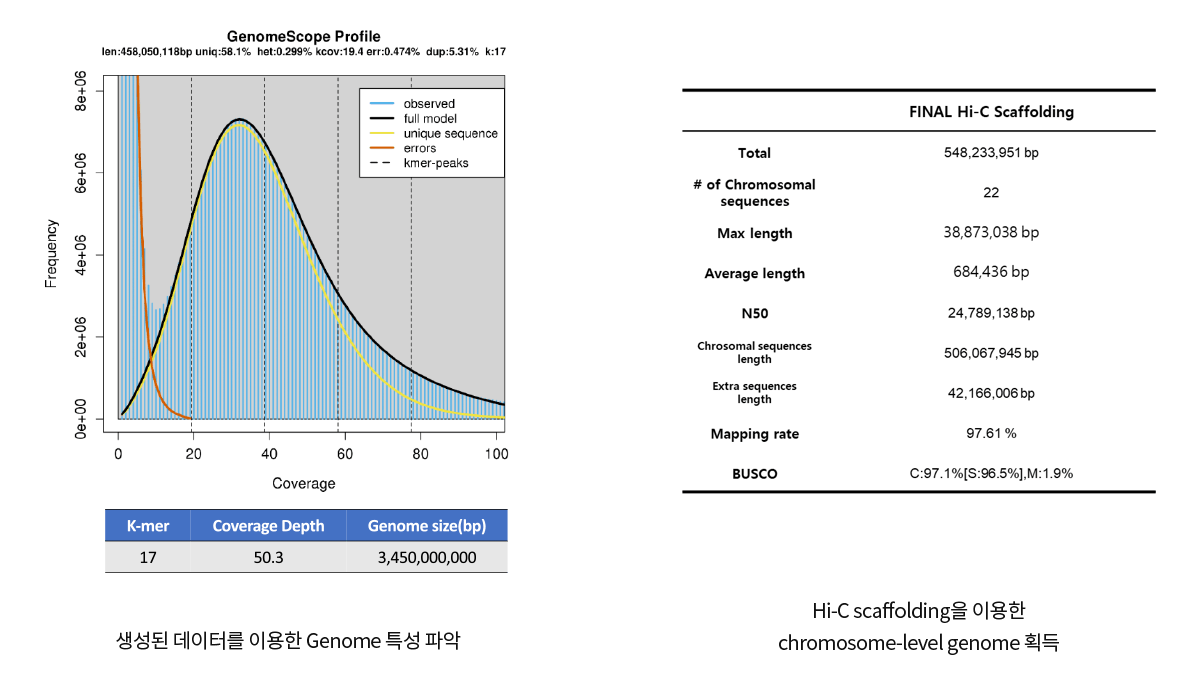 GenomeScope Profile
len:458,050,118bp uniq:58.1% het:0.299% kcov:19.4 err:0.474% dup:5.31% k:17
observed
full model
unique sequence
errors
kmer-peaks
Frequency
8e+06
6e+06
4e+06
2e+06
0e+00
0 20 40 60 80 100
Coverage
K-mer Coverage Depth Genome size(bp)
17 50.3 3,450,000,000
생성된 데이터를 이용한 Genome 특성 파악
FINAL Hi-C Scaffolding
Total 548,233,951 bp
# of Chromosomal
sequences 22
Max length 38,873,038 bp
Average length 684,436 bp
N50 24,789,138 bp
Chrosomal sequences
length 506,067,945 bp
Extra sequences
length 42,166,006 bp
Mapping rate 97.61 %
BUSCO C:97.1%[S:96.5%],M:1.9%
Hi-C scaffolding을 이용한
chromosome-level genome 획득